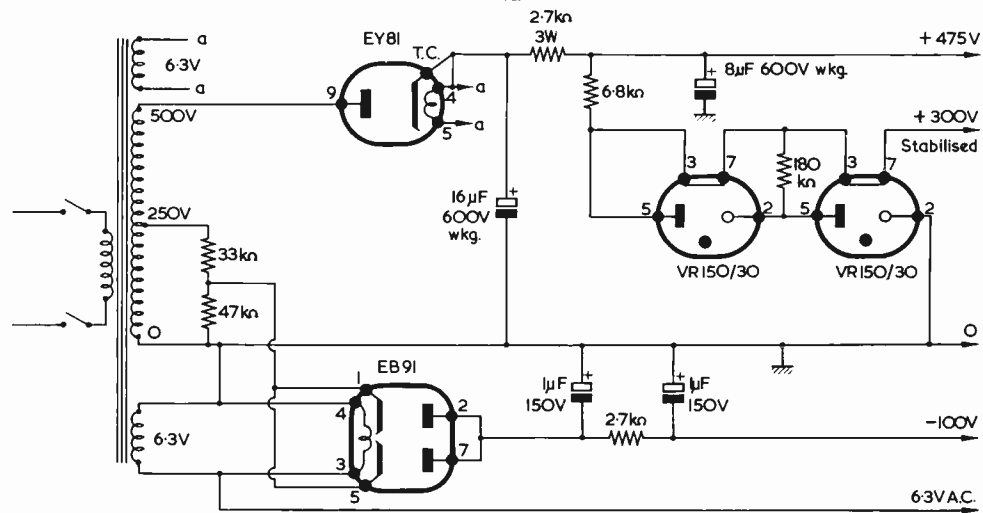 2·7kΩ
3W
EY81
T.C.
+475V
a
6·3V
a
9
4
a
5
a
8µF 600V wkg.
+
6·8kΩ
500V
+300V
Stabilised
3
7
180
kΩ
3
7
16µF
600V
wkg.
+
5
2
5
2
250V
33kΩ
VR150/30
VR150/30
47kΩ
O
O
EB91
1
4
2
1µF
150V
+
1µF
150V
+
6·3V
7
2·7kΩ
-100V
3
5
6·3V A.C.